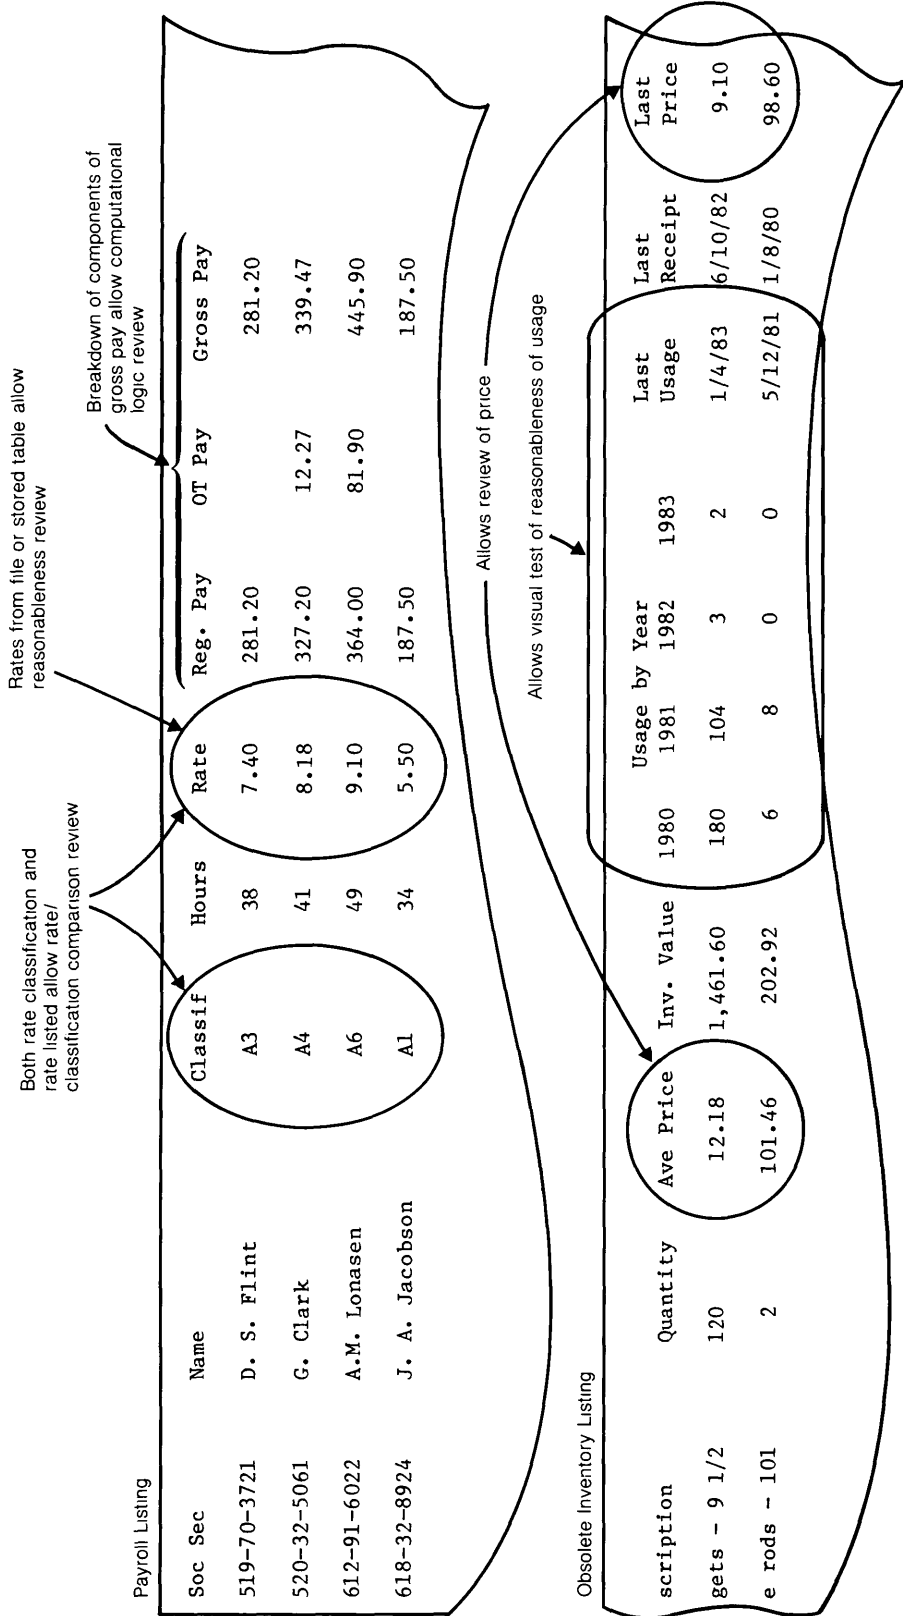 Payroll Listing
Both rate classification and
rate listed allow rate/
classification comparison review
Rates from file or stored table allow
reasonableness review
Breakdown of components of
gross pay allow computational
logic review
Soc Sec Name Classif Hours Rate Reg. Pay OT Pay Gross Pay
519-70-3721 D. S. Flint A3 38 7.40 281.20 281.20
520-32-5061 G. Clark A4 41 8.18 327.20 12.27 339.47
612-91-6022 A.M. Lonasen A6 49 9.10 364.00 81.90 445.90
618-32-8924 J. A. Jacobson A1 34 5.50 187.50 187.50
Obsolete Inventory Listing
Allows review of price
Allows visual test of reasonableness of usage
Usage by Year Last Last Last
scription Quantity Ave Price Inv. Value 1980 1981 1982 1983 Usage Receipt Price
gets - 9 1/2 120 12.18 1,461.60 180 104 3 2 1/4/83 6/10/82 9.10
e rods - 101 2 101.46 202.92 6 8 0 0 5/12/81 1/8/80 98.60